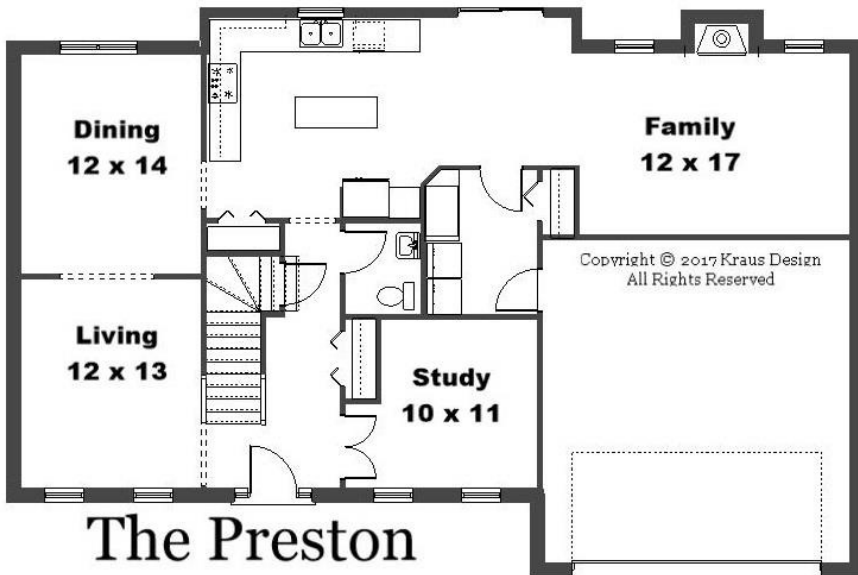 Dining
12 x 14
Family
12 x 17
Copyright © 2017 Kraus Design
All Rights Reserved
Living
12 x 13
Study
10 x 11
The Preston